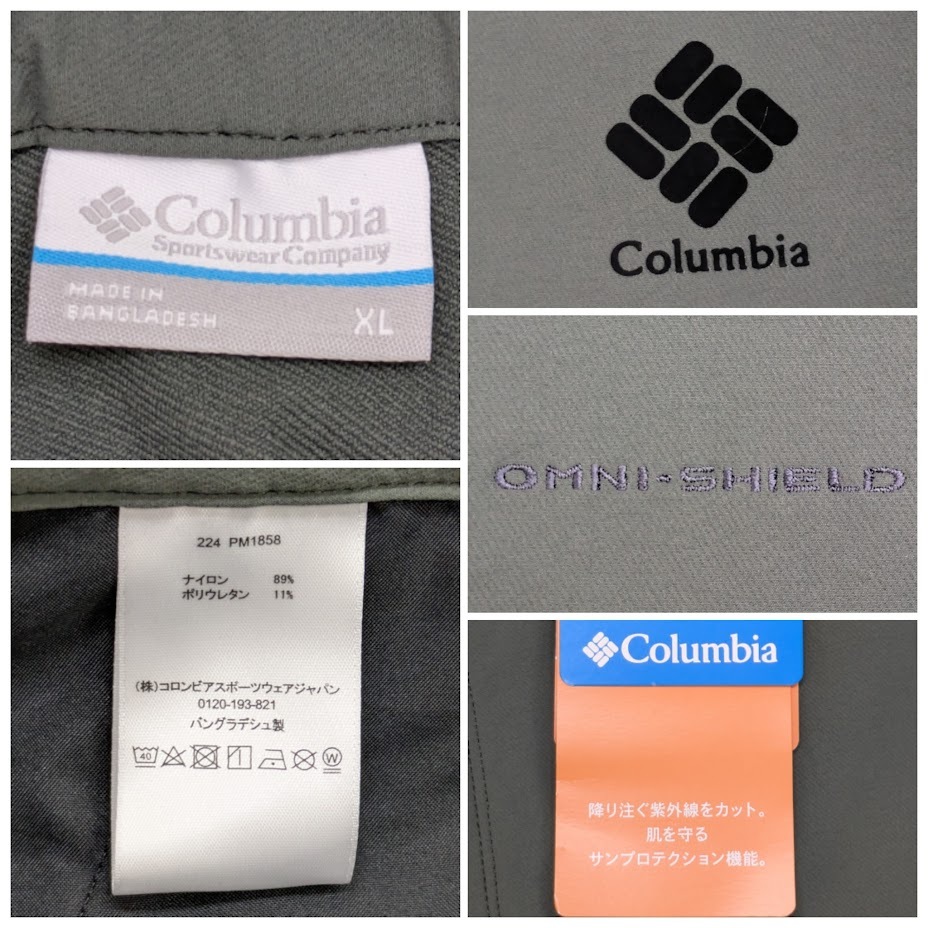 Columbia
Sportswear Company
MADE IN
BANGLADESH
XL
Columbia
OMNI-SHIELD
224 PM1858
ナイロン 89%
ポリウレタン 11%
(株)コロンビアスポーツウェアジャパン
0120-193-821
バングラデシュ製
40
W
Columbia
降り注ぐ紫外線をカット。
肌を守る
サンプロテクション機能。